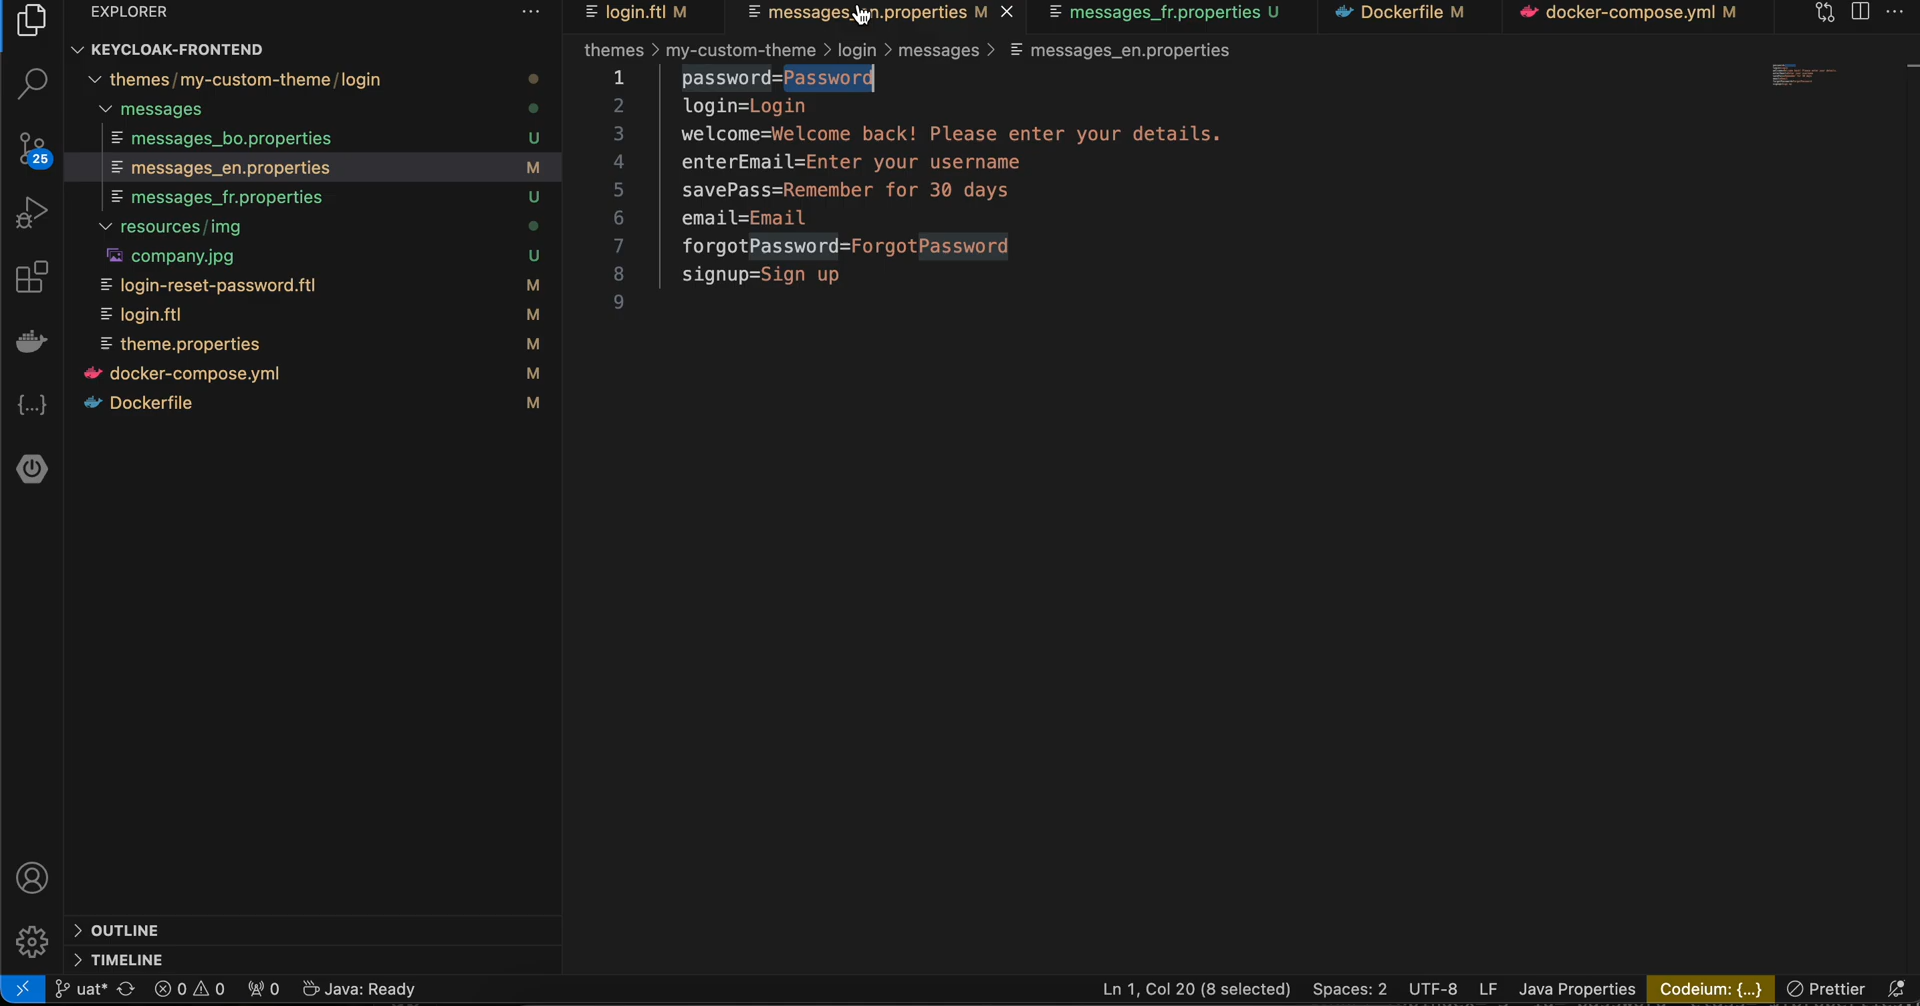 EXPLORER
login.ftl M
messages_en.properties M
messages_fr.properties U
Dockerfile M
docker-compose.yml M
KEYCLOAK-FRONTEND
themes/my-custom-theme/login
messages
messages_bo.properties U
messages_en.properties M
messages_fr.properties U
resources/img
company.jpg U
login-reset-password.ftl M
login.ftl M
theme.properties M
docker-compose.yml M
Dockerfile M
25
OUTLINE
TIMELINE
themes > my-custom-theme > login > messages > messages_en.properties
1 password=Password
2 login=Login
3 welcome=Welcome back! Please enter your details.
4 enterEmail=Enter your username
5 savePass=Remember for 30 days
6 email=Email
7 forgotPassword=ForgotPassword
8 signup=Sign up
9
uat* 0 0 0 Java: Ready
Ln 1, Col 20 (8 selected) Spaces: 2 UTF-8 LF Java Properties Codeium: {...} Prettier